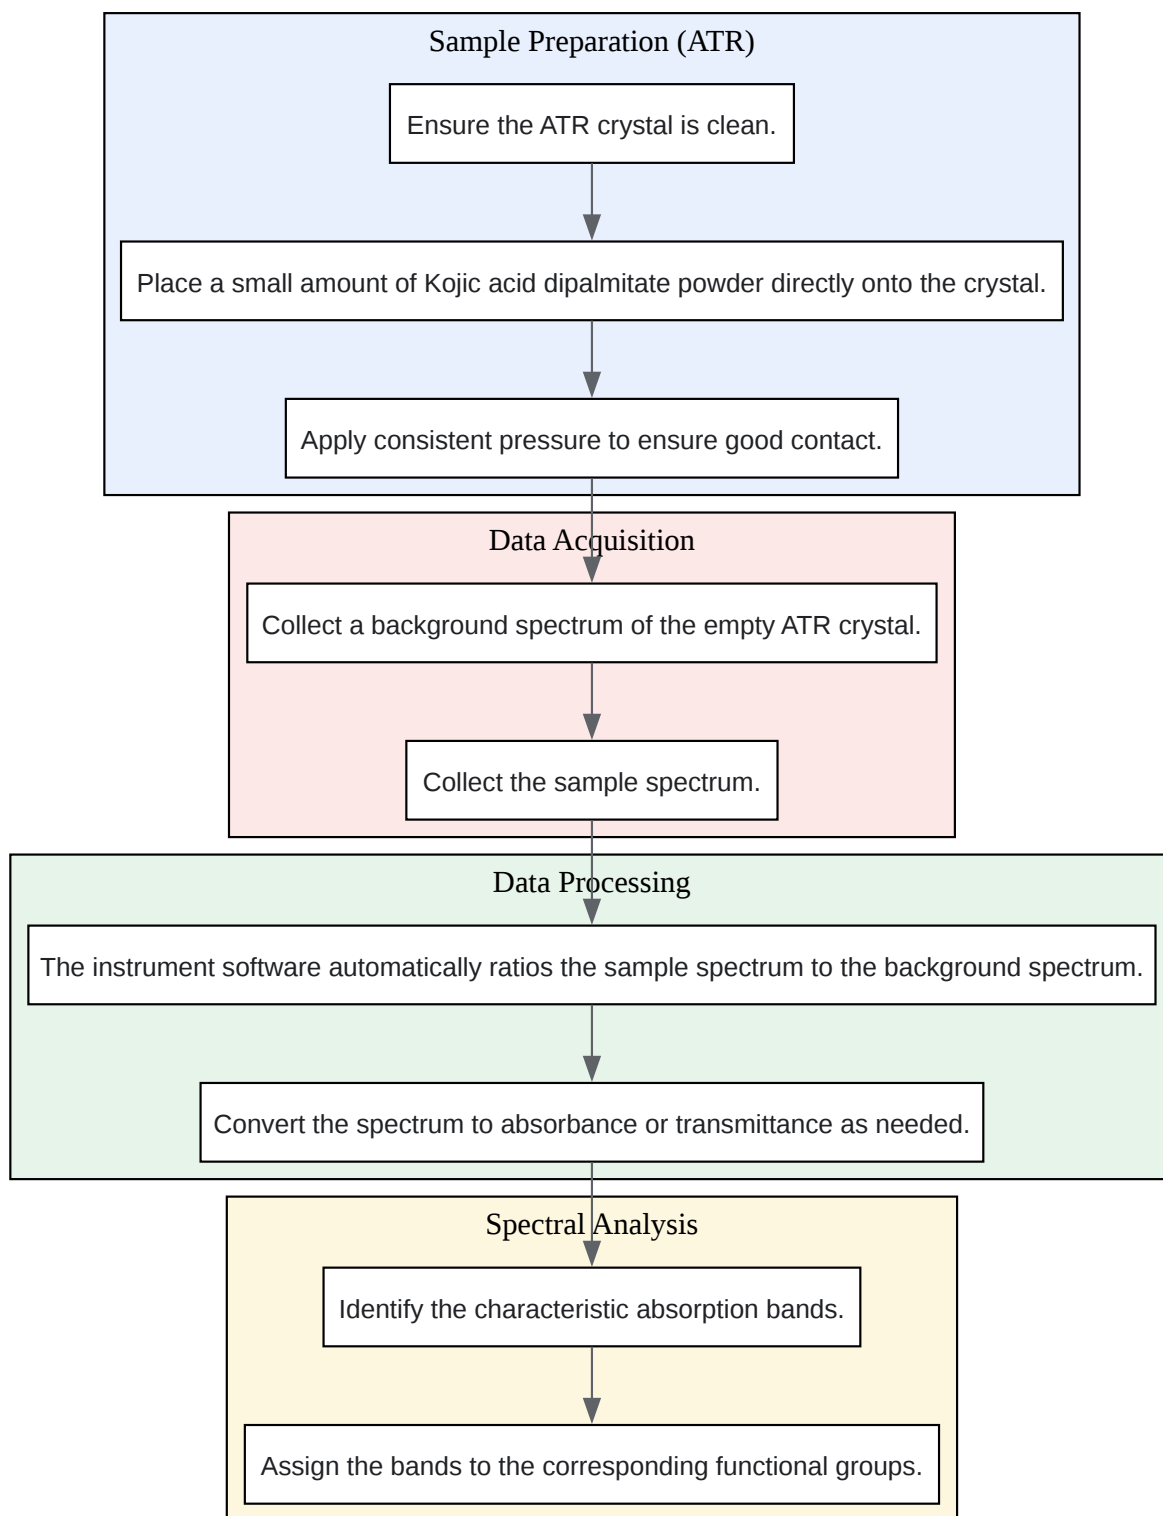 Sample Preparation (ATR)
Ensure the ATR crystal is clean.
Place a small amount of Kojic acid dipalmitate powder directly onto the crystal.
Apply consistent pressure to ensure good contact.
Data Acquisition
Collect a background spectrum of the empty ATR crystal.
Collect the sample spectrum.
Data Processing
The instrument software automatically ratios the sample spectrum to the background spectrum.
Convert the spectrum to absorbance or transmittance as needed.
Spectral Analysis
Identify the characteristic absorption bands.
Assign the bands to the corresponding functional groups.